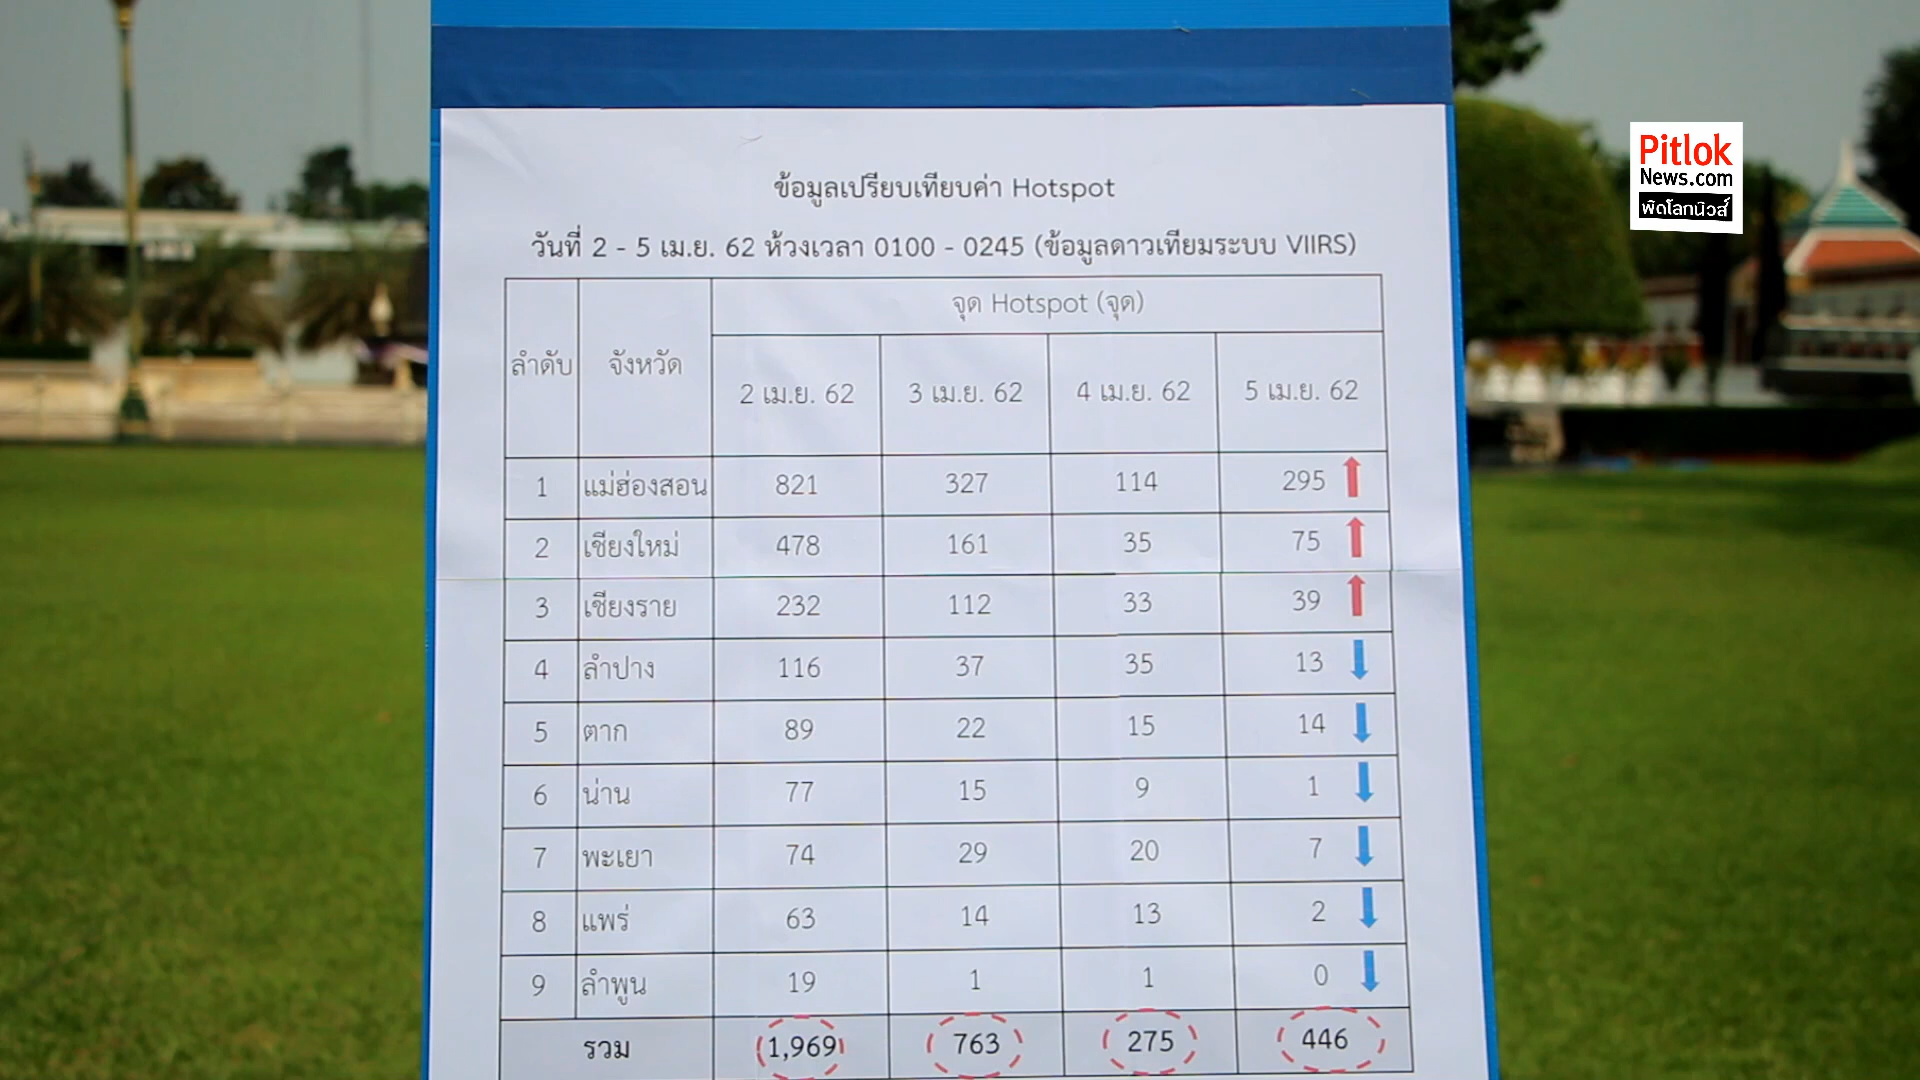 Pitlok
News.com
พิดโลกนิวส์
ข้อมูลเปรียบเทียบค่า Hotspot
วันที่ 2 - 5 เม.ย. 62 ห้วงเวลา 0100 - 0245 (ข้อมูลดาวเทียมระบบ VIIRS)
ลำดับ จังหวัด จุด Hotspot (จุด)
2 เม.ย. 62 3 เม.ย. 62 4 เม.ย. 62 5 เม.ย. 62
1 แม่ฮ่องสอน 821 327 114 295
2 เชียงใหม่ 478 161 35 75
3 เชียงราย 232 112 33 39
4 ลำปาง 116 37 35 13
5 ตาก 89 22 15 14
6 น่าน 77 15 9 1
7 พะเยา 74 29 20 7
8 แพร่ 63 14 13 2
9 ลำพูน 19 1 1 0
รวม 1,969 763 275 446